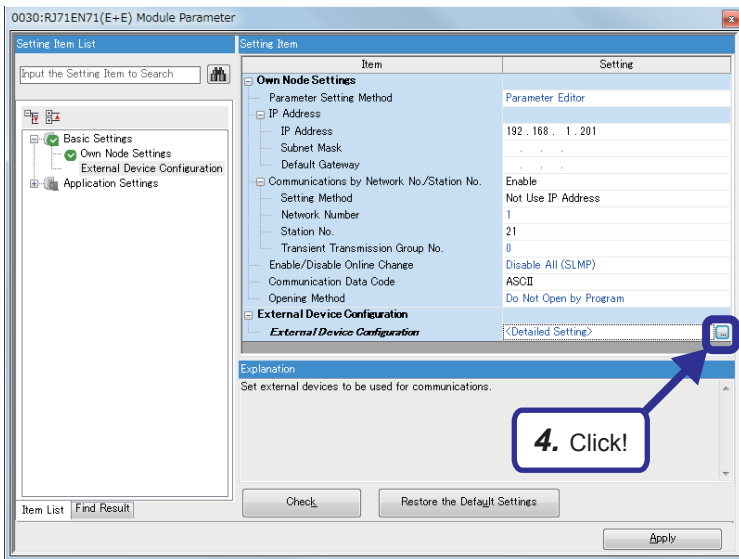 0030:RJ71EN71(E+E) Module Parameter
Setting Item List
Input the Setting Item to Search
Basic Settings
Own Node Settings
External Device Configuration
Application Settings
Item List Find Result
Setting Item
Item Setting
Own Node Settings
Parameter Setting Method Parameter Editor
IP Address
IP Address 192 . 168 . 1 . 201
Subnet Mask . . .
Default Gateway . . .
Communications by Network No./Station No. Enable
Setting Method Not Use IP Address
Network Number 1
Station No. 21
Transient Transmission Group No. 0
Enable/Disable Online Change Disable All (SLMP)
Communication Data Code ASCII
Opening Method Do Not Open by Program
External Device Configuration
External Device Configuration <Detailed Setting>
Explanation
Set external devices to be used for communications.
4. Click!
Check Restore the Default Settings
Apply